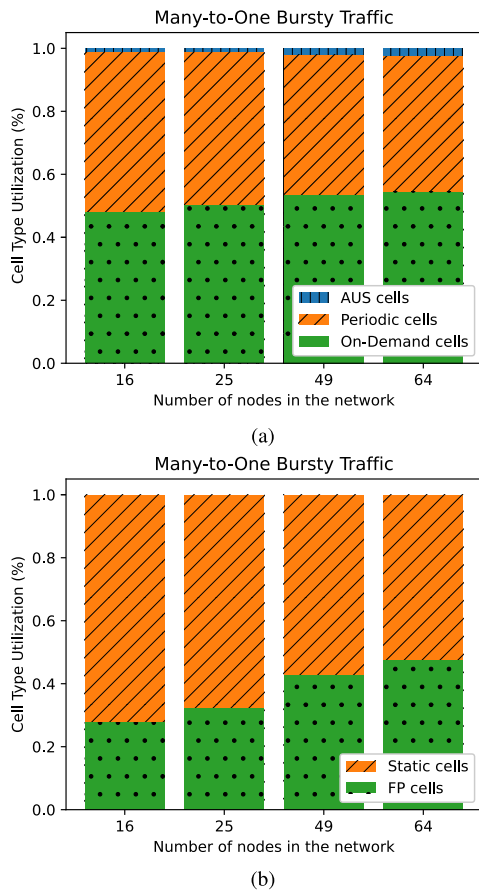 Many-to-One Bursty Traffic
1.0
0.8
0.6
0.4
0.2
0.0
Cell Type Utilization (%)
AUS cells
Periodic cells
On-Demand cells
16 25 49 64
Number of nodes in the network
(a)
Many-to-One Bursty Traffic
1.0
0.8
0.6
0.4
0.2
0.0
Cell Type Utilization (%)
Static cells
FP cells
16 25 49 64
Number of nodes in the network
(b)